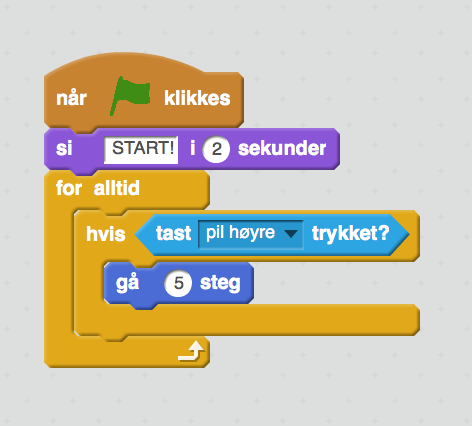 når klikkes
si START! i 2 sekunder
for alltid
hvis tast pil høyre trykket?
gå 5 steg